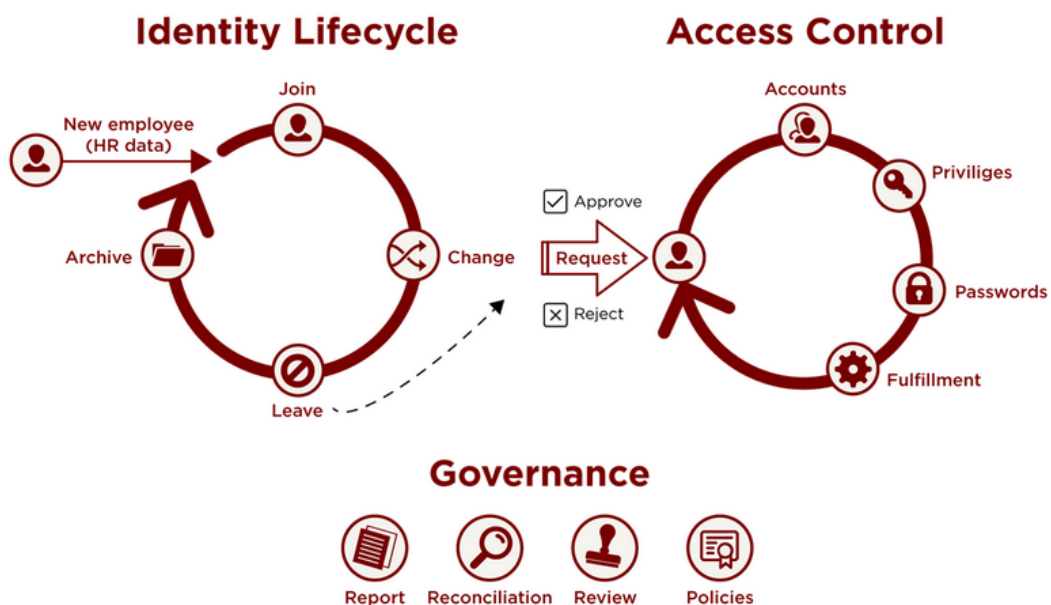 Identity Lifecycle
Access Control
Join
New employee
(HR data)
Archive
Change
Leave
Approve
Request
Reject
Accounts
Priviliges
Passwords
Fulfillment
Governance
Report
Reconciliation
Review
Policies